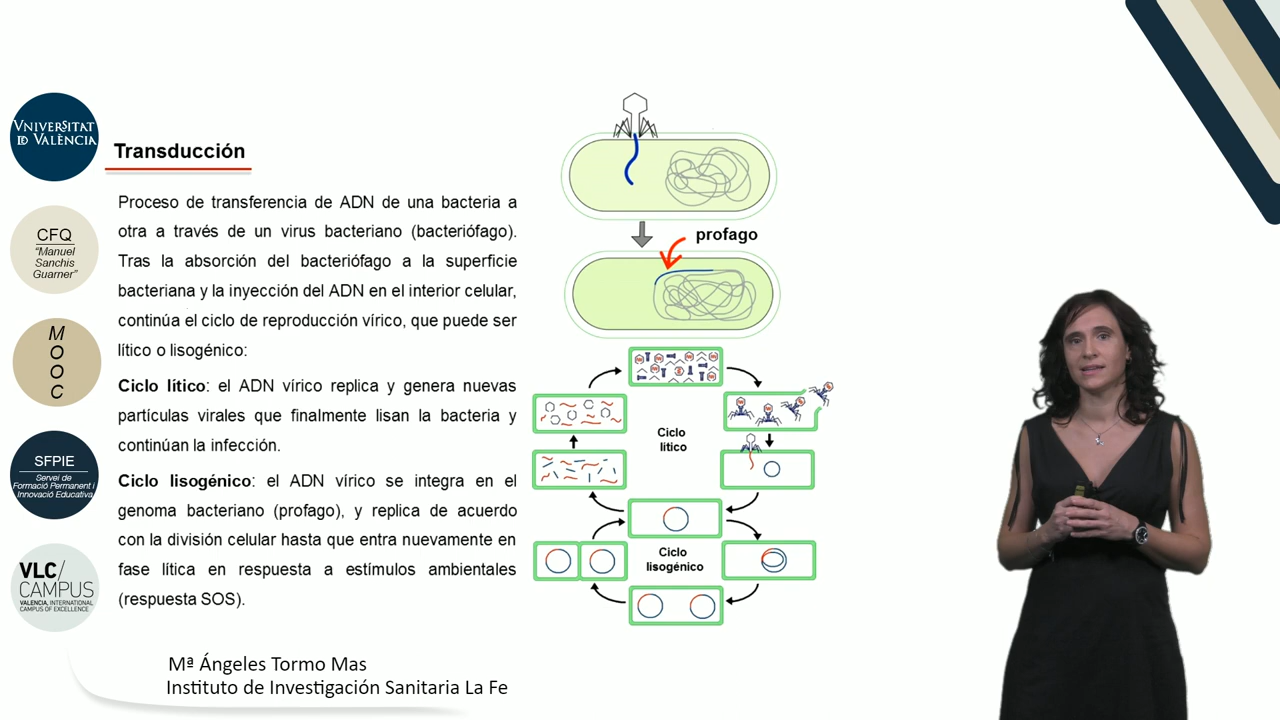 VNIVERSITAT
ID VALÈNCIA
CFQ
"Manuel
Sanchis
Guarner"
M
O
O
C
SFPIE
Servei de
Formació Permanent i
Innovació Educativa
VLC/
CAMPUS
VALENCIA, INTERNATIONAL
CAMPUS OF EXCELLENCE
Transducción
Proceso de transferencia de ADN de una bacteria a
otra a través de un virus bacteriano (bacteriófago).
Tras la absorción del bacteriófago a la superficie
bacteriana y la inyección del ADN en el interior celular,
continúa el ciclo de reproducción vírico, que puede ser
lítico o lisogénico:
Ciclo lítico: el ADN vírico replica y genera nuevas
partículas virales que finalmente lisan la bacteria y
continúan la infección.
Ciclo lisogénico: el ADN vírico se integra en el
genoma bacteriano (profago), y replica de acuerdo
con la división celular hasta que entra nuevamente en
fase lítica en respuesta a estímulos ambientales
(respuesta SOS).
profago
Ciclo
lítico
Ciclo
lisogénico
Mª Ángeles Tormo Mas
Instituto de Investigación Sanitaria La Fe